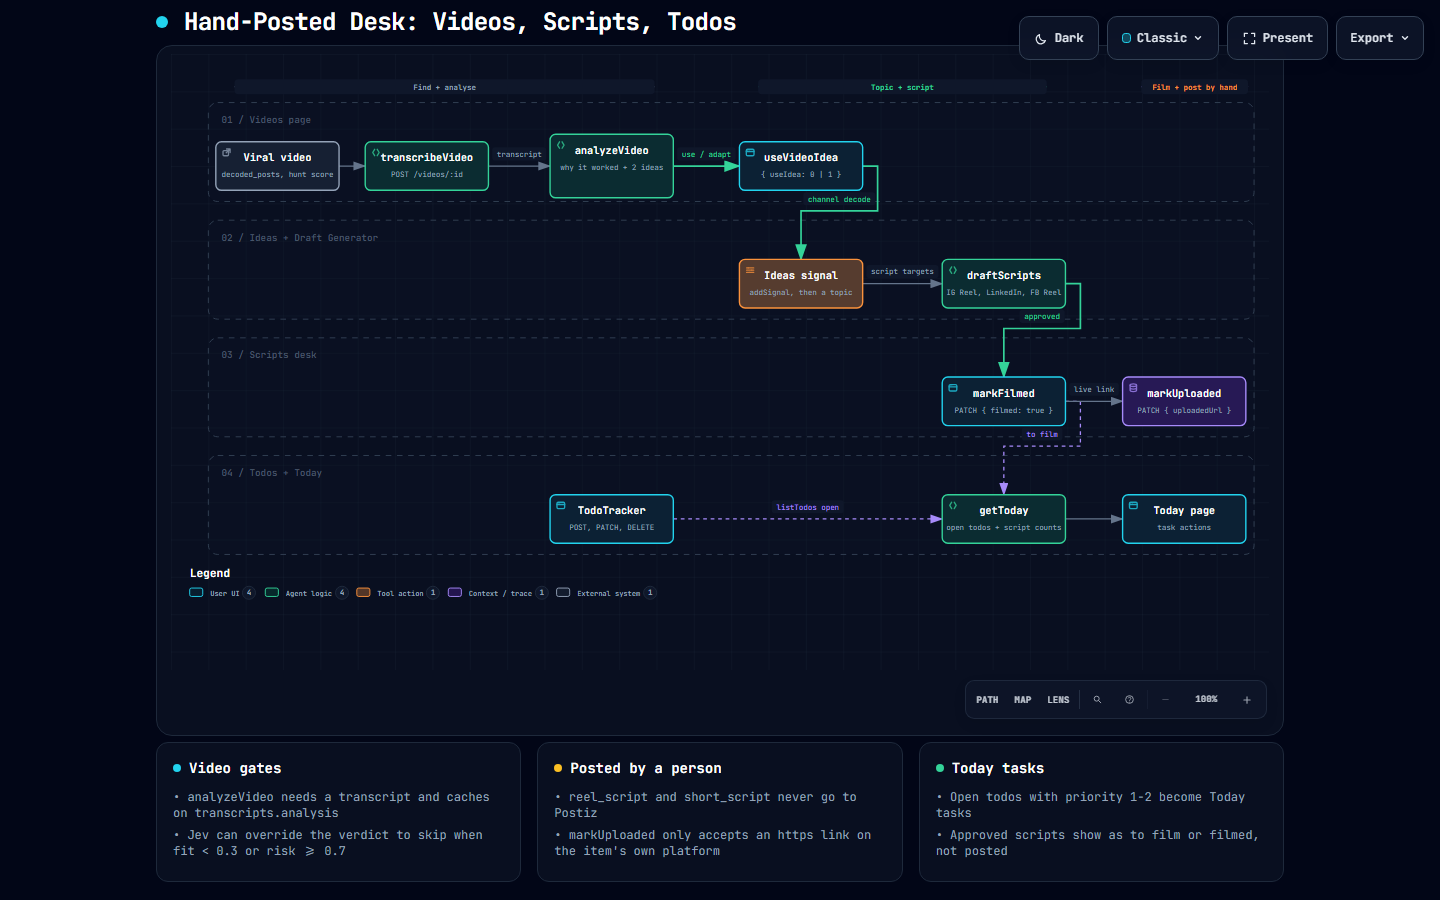 Hand-Posted Desk: Videos, Scripts, Todos
Dark
Classic
Present
Export
Find + analyse
Topic + script
Film + post by hand
01 / Videos page
Viral video
decoded_posts, hunt score
transcribeVideo
POST /videos/:id
transcript
analyzeVideo
why it worked + 2 ideas
use / adapt
useVideoIdea
{ useIdea: 0 | 1 }
channel decode
02 / Ideas + Draft Generator
Ideas signal
addSignal, then a topic
script targets
draftScripts
IG Reel, LinkedIn, FB Reel
approved
03 / Scripts desk
markFilmed
PATCH { filmed: true }
live link
markUploaded
PATCH { uploadedUrl }
to film
04 / Todos + Today
TodoTracker
POST, PATCH, DELETE
listTodos open
getToday
open todos + script counts
Today page
task actions
Legend
User UI 4
Agent logic 4
Tool action 1
Context / trace 1
External system 1
PATH MAP LENS
− 100% +
Video gates
• analyzeVideo needs a transcript and caches
on transcripts.analysis
• Jev can override the verdict to skip when
fit < 0.3 or risk ≥ 0.7
Posted by a person
• reel_script and short_script never go to
Postiz
• markUploaded only accepts an https link on
the item's own platform
Today tasks
• Open todos with priority 1-2 become Today
tasks
• Approved scripts show as to film or filmed,
not posted